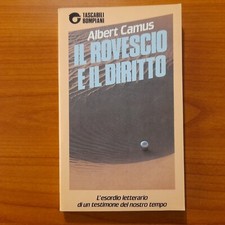 TASCABILI
BOMPIANI
Albert Camus
IL ROVESCIO
E IL DIRITTO
L'esordio letterario
di un testimone del nostro tempo